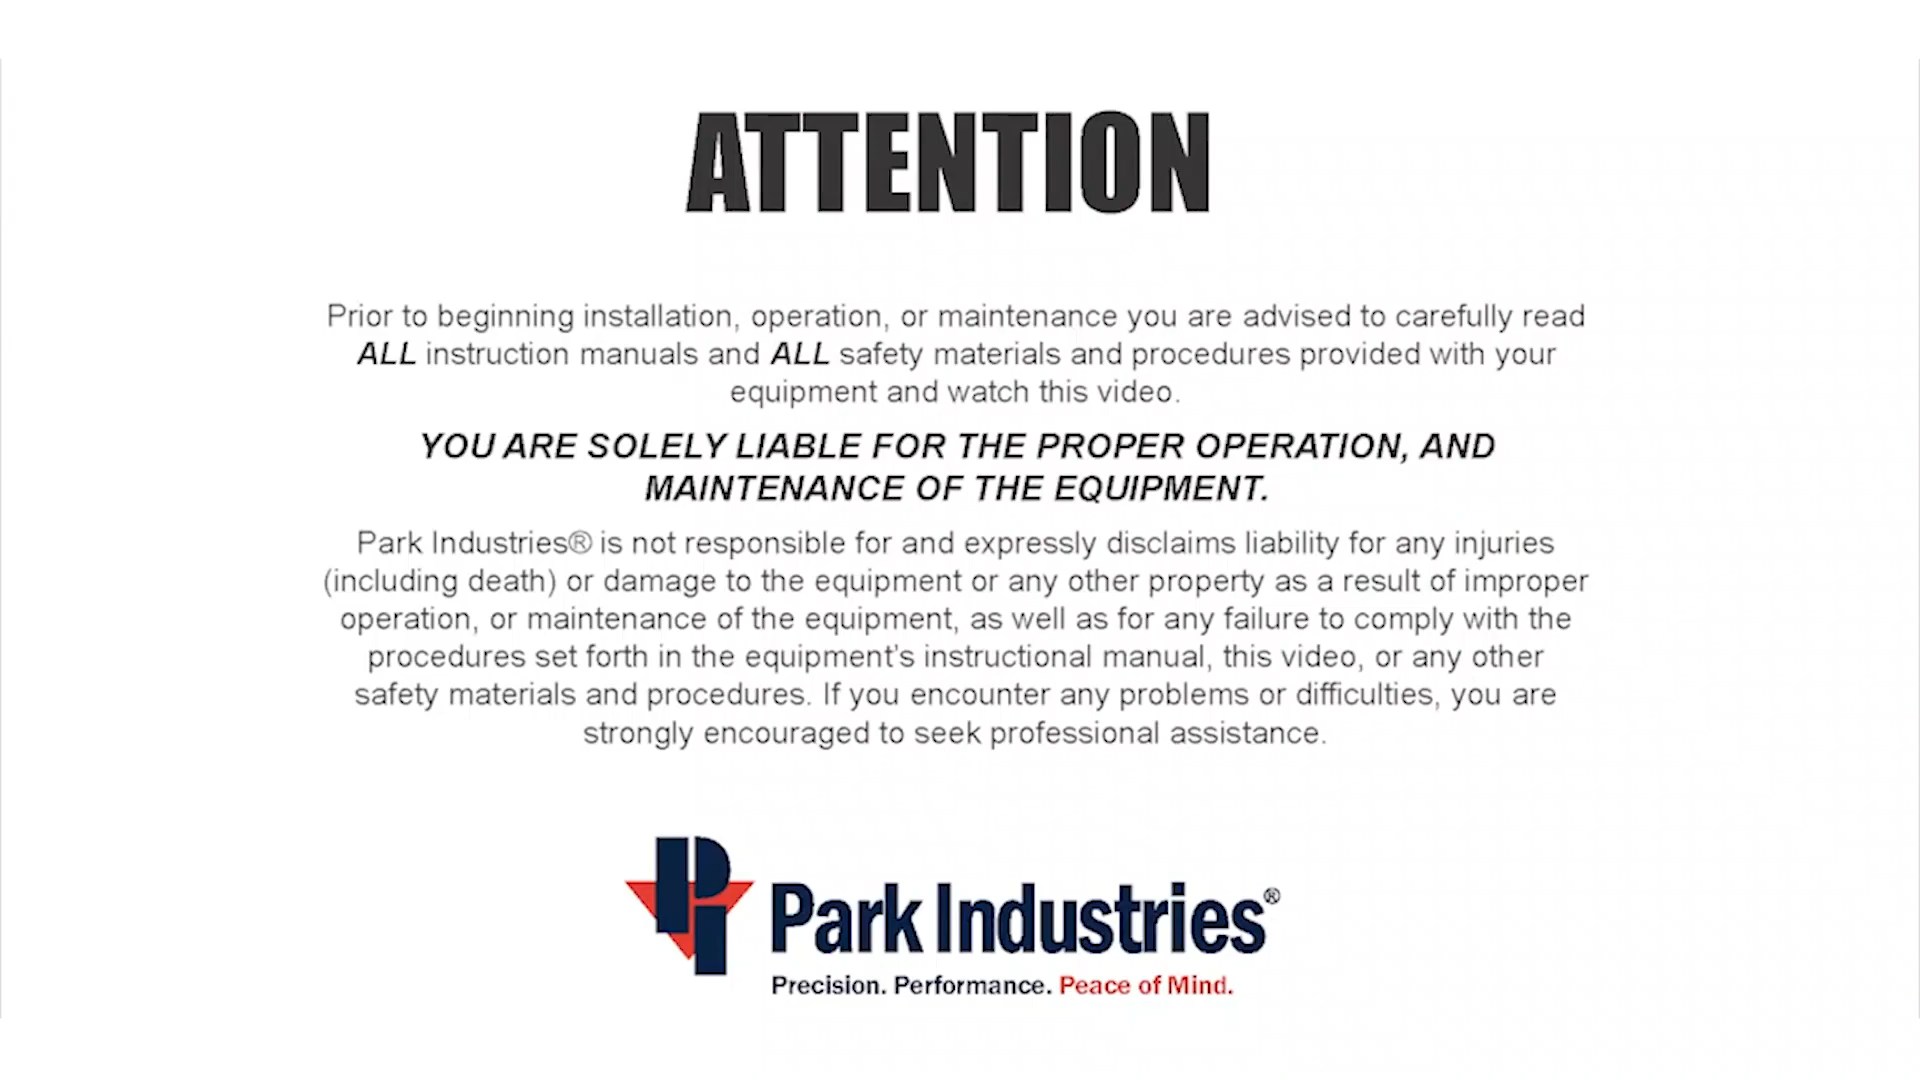 ATTENTION
Prior to beginning installation, operation, or maintenance you are advised to carefully read
ALL instruction manuals and ALL safety materials and procedures provided with your
equipment and watch this video.
YOU ARE SOLELY LIABLE FOR THE PROPER OPERATION, AND
MAINTENANCE OF THE EQUIPMENT.
Park Industries® is not responsible for and expressly disclaims liability for any injuries
(including death) or damage to the equipment or any other property as a result of improper
operation, or maintenance of the equipment, as well as for any failure to comply with the
procedures set forth in the equipment's instructional manual, this video, or any other
safety materials and procedures. If you encounter any problems or difficulties, you are
strongly encouraged to seek professional assistance.
PI Park Industries®
Precision. Performance. Peace of Mind.